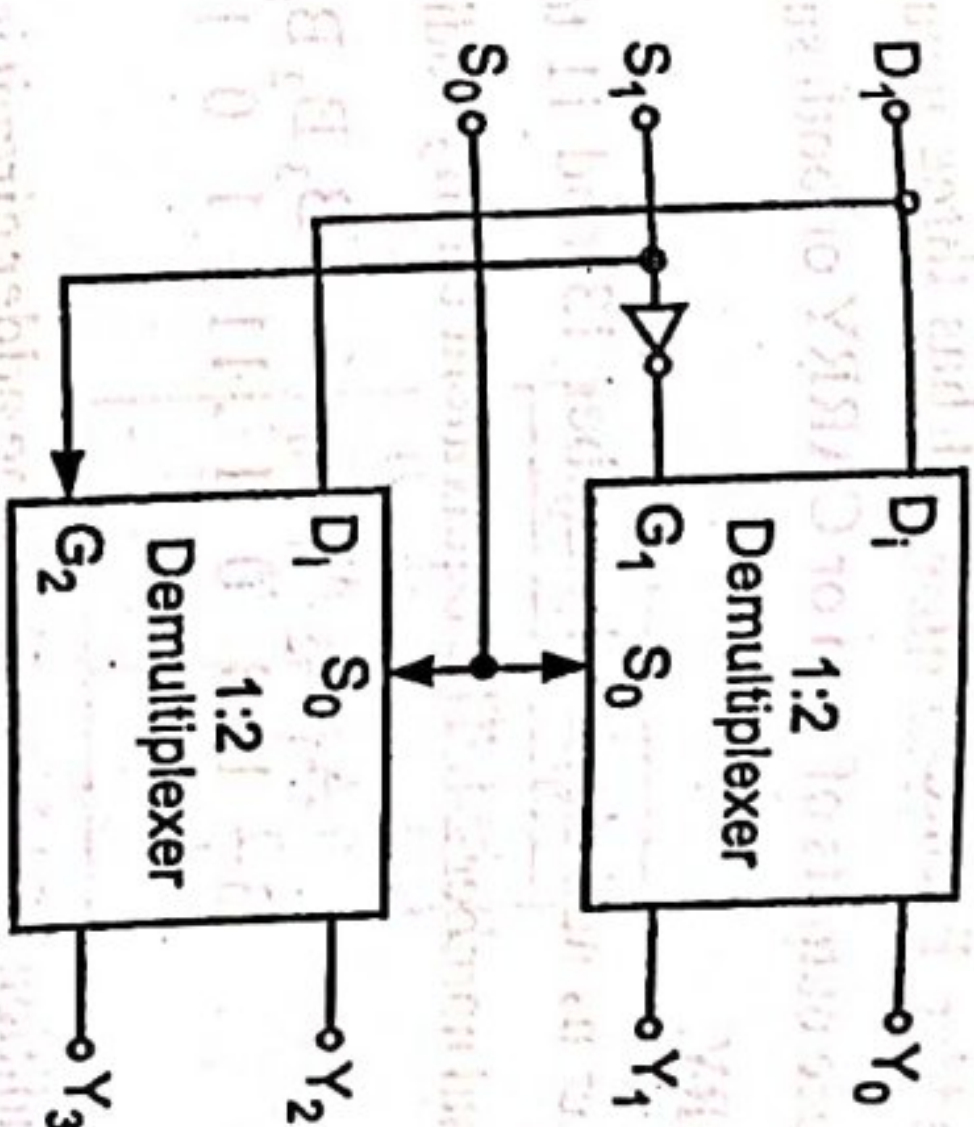 D1
S1
S0
Di
G1
S0
1:2
Demultiplexer
Y0
Y1
DI
S0
G2
1:2
Demultiplexer
Y2
Y3